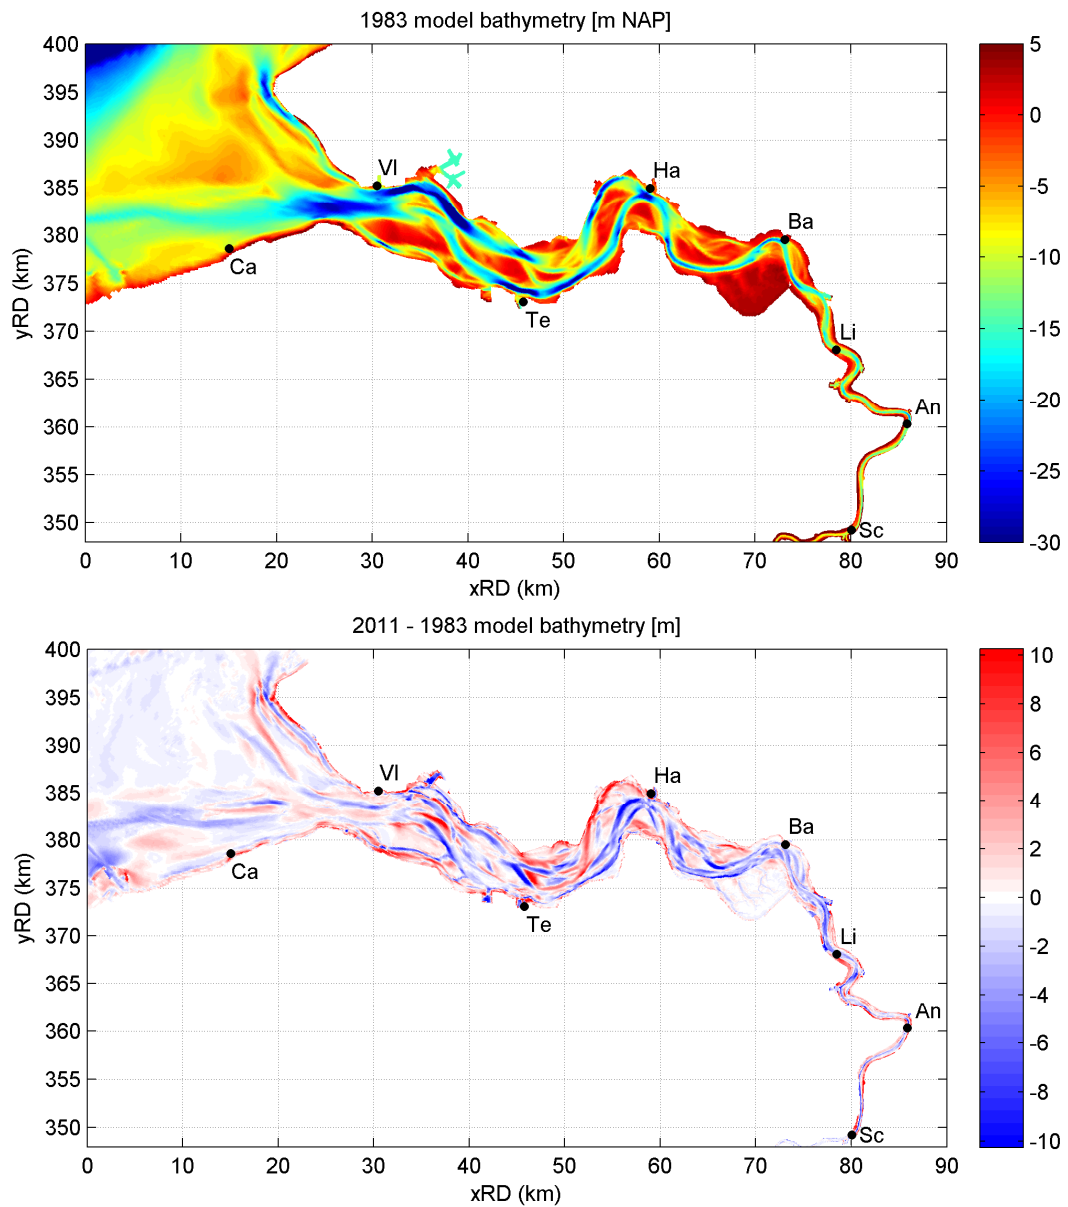 1983 model bathymetry [m NAP]
400
395
390
385
380
375
370
365
360
355
350
yRD (km)
0 10 20 30 40 50 60 70 80 90
xRD (km)
Vl
Ha
Ba
Ca
Te
Li
An
Sc
5
0
-5
-10
-15
-20
-25
-30
2011 - 1983 model bathymetry [m]
400
395
390
385
380
375
370
365
360
355
350
yRD (km)
0 10 20 30 40 50 60 70 80 90
xRD (km)
Vl
Ha
Ba
Ca
Te
Li
An
Sc
10
8
6
4
2
0
-2
-4
-6
-8
-10